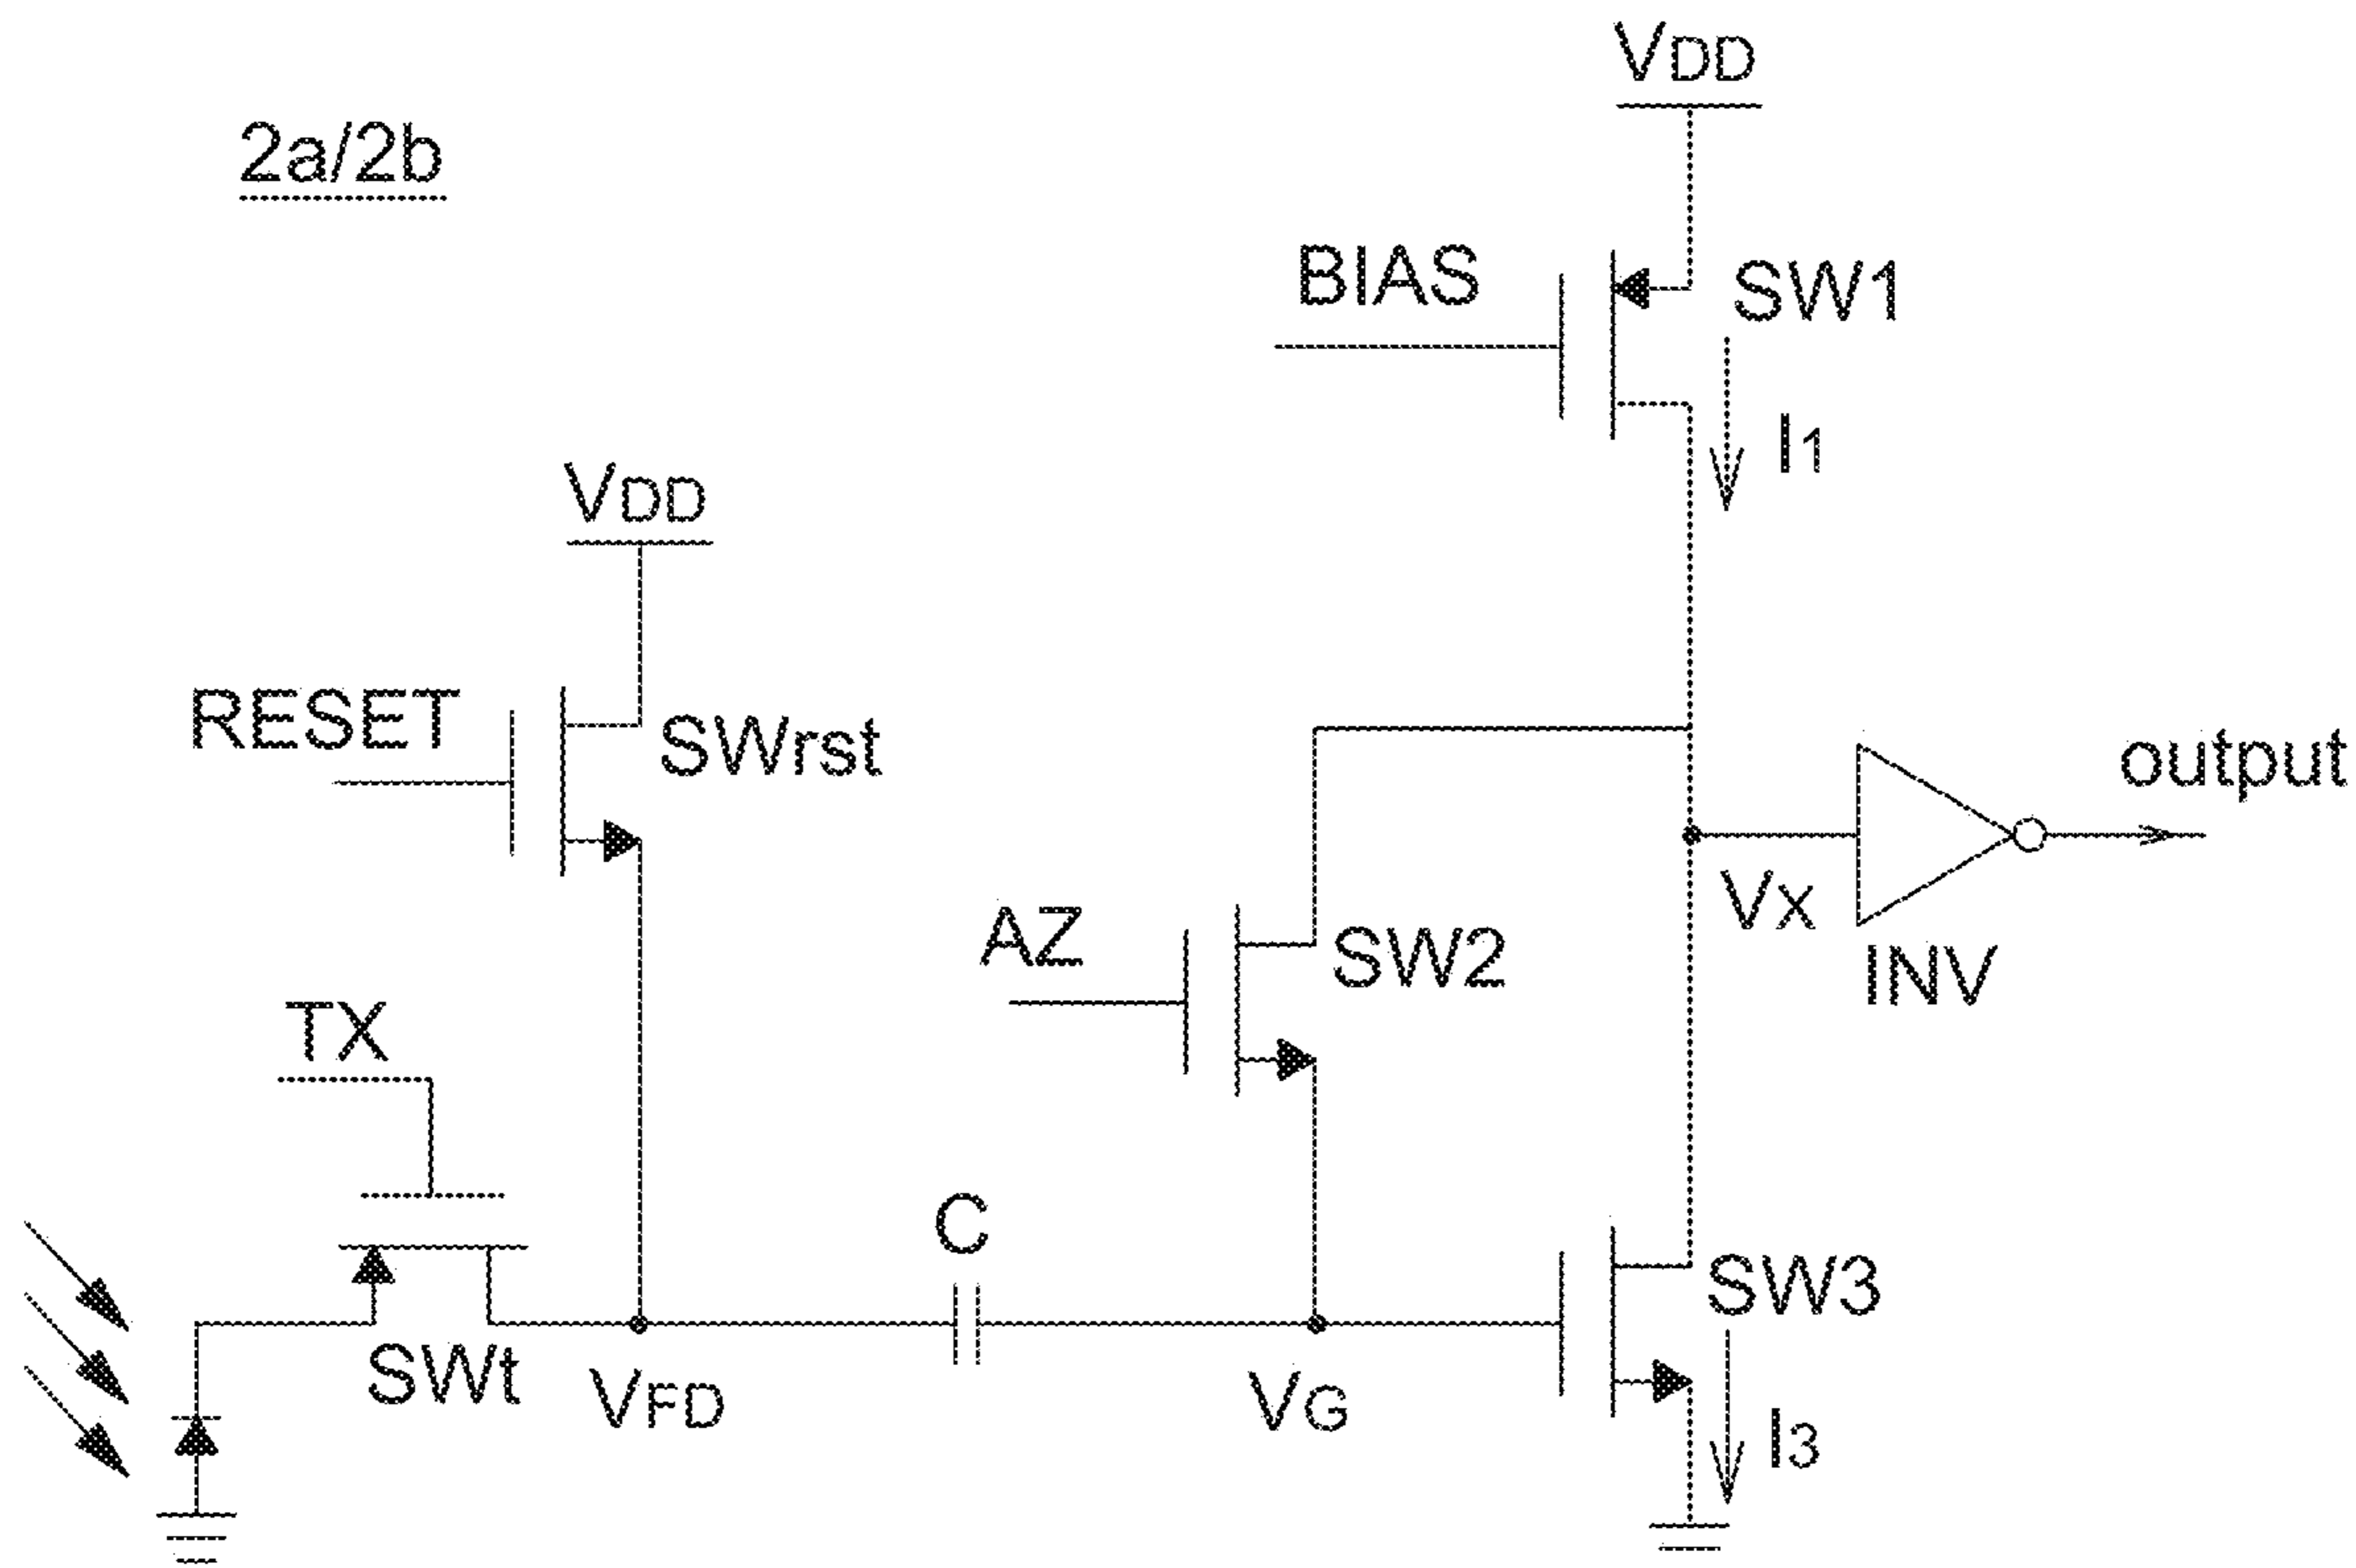 VDD
2a/2b
BIAS
SW1
I1
VDD
RESET
SWrst
output
AZ
SW2
VX
INV
TX
C
SW3
SWt
VFD
VG
I3